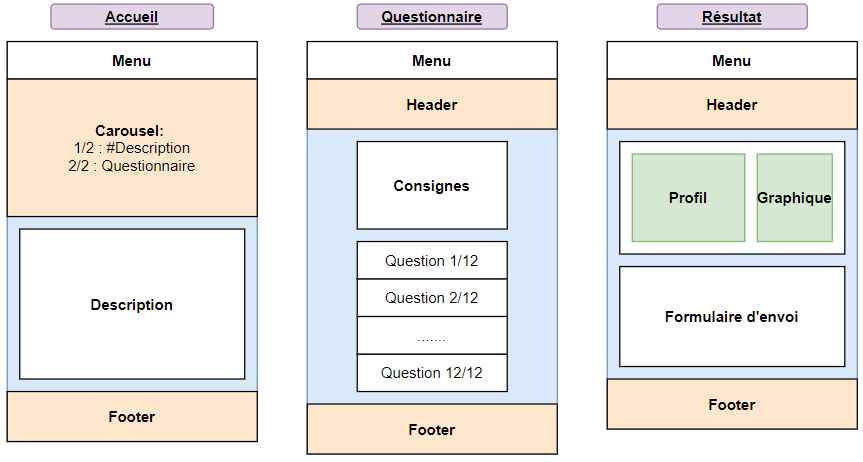 Accueil
Menu
Carousel:
1/2 : #Description
2/2 : Questionnaire
Description
Footer
Questionnaire
Menu
Header
Consignes
Question 1/12
Question 2/12
.......
Question 12/12
Footer
Résultat
Menu
Header
Profil
Graphique
Formulaire d'envoi
Footer